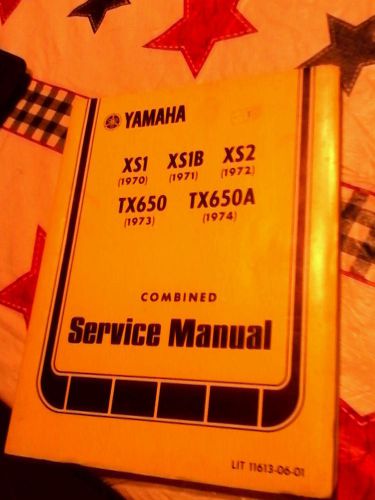 YAMAHA
XS1 XS1B XS2
(1970) (1971) (1972)
TX650 TX650A
(1973) (1974)
COMBINED
Service Manual
LIT 11613-06-01